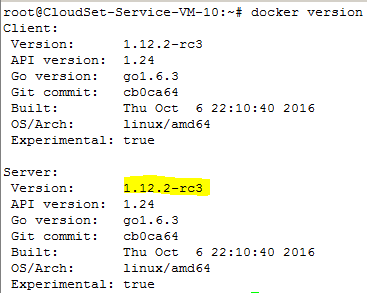 root@CloudSet-Service-VM-10:~# docker version
Client:
 Version:      1.12.2-rc3
 API version:  1.24
 Go version:   go1.6.3
 Git commit:   cb0ca64
 Built:        Thu Oct  6 22:10:40 2016
 OS/Arch:      linux/amd64
 Experimental: true

Server:
 Version:      1.12.2-rc3
 API version:  1.24
 Go version:   go1.6.3
 Git commit:   cb0ca64
 Built:        Thu Oct  6 22:10:40 2016
 OS/Arch:      linux/amd64
 Experimental: true